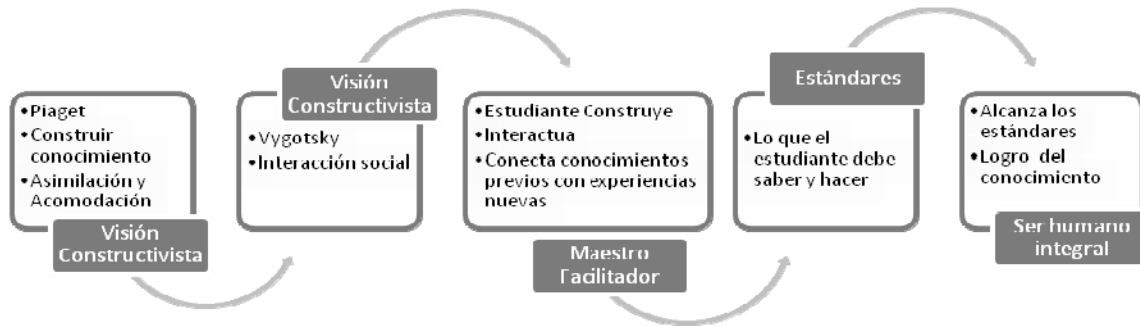 •Piaget
•Construir
conocimiento
•Asimilación y
Acomodación
Visión
Constructivista
Visión
Constructivista
•Vygotsky
•Interacción social
•Estudiante Construye
•Interactua
•Conecta conocimientos
previos con experiencias
nuevas
Maestro
Facilitador
Estándares
•Lo que el
estudiante debe
saber y hacer
•Alcanza los
estándares
•Logro del
conocimiento
Ser humano
integral